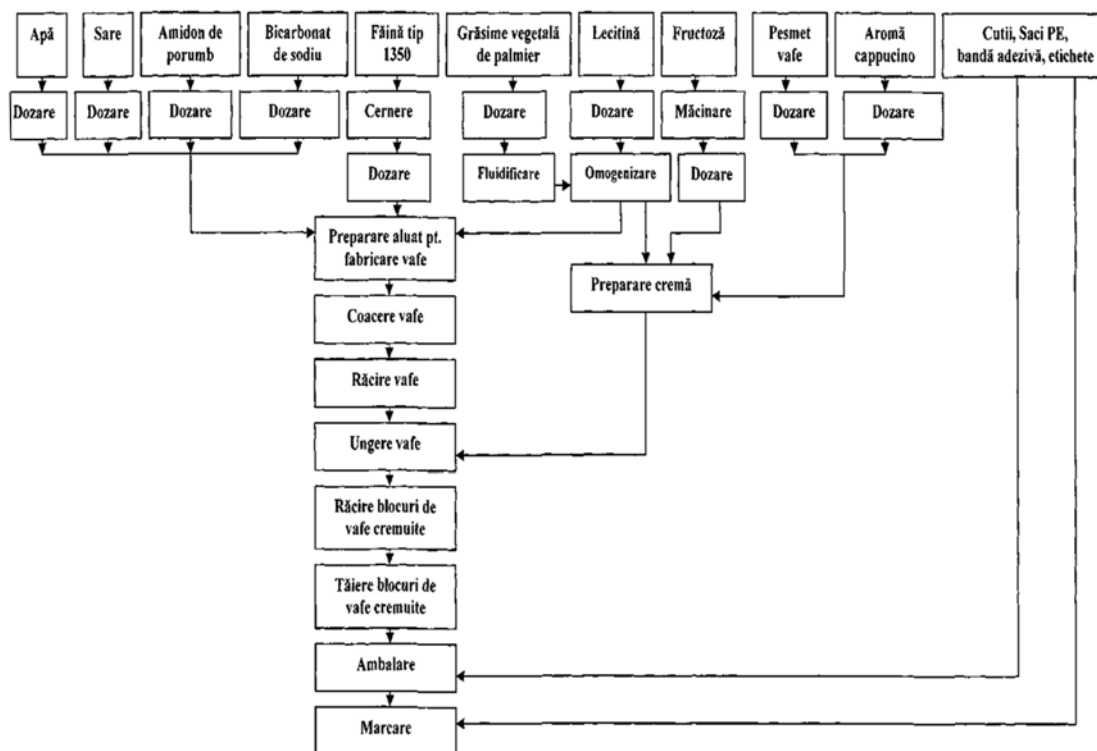 Apă
Sare
Amidon de
porumb
Bicarbonat
de sodiu
Făină tip
1350
Grăsime vegetală
de palmier
Lecitină
Fructoză
Pesmet
vafe
Aromă
cappucino
Cutii, Saci PE,
bandă adezivă, etichete
Dozare
Dozare
Dozare
Dozare
Cernere
Dozare
Dozare
Măcinare
Dozare
Dozare
Dozare
Fluidificare
Omogenizare
Dozare
Preparare aluat pt.
fabricare vafe
Preparare cremă
Coacere vafe
Răcire vafe
Ungere vafe
Răcire blocuri de
vafe cremuite
Tăiere blocuri de
vafe cremuite
Ambalare
Marcare